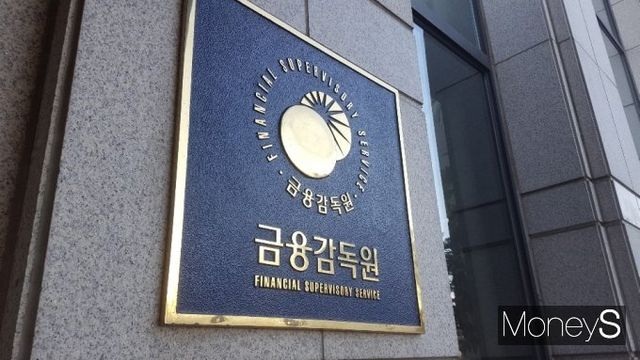 · FINANCIAL SUPERVISORY SERVICE ·
금융감독원
금융감독원
FINANCIAL SUPERVISORY SERVICE
MoneyS